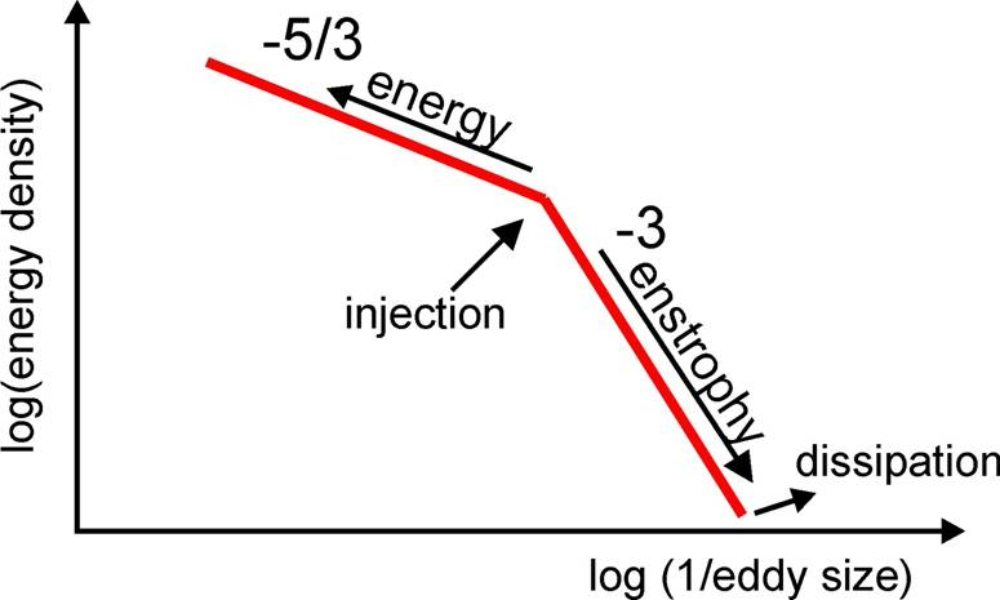 -5/3
energy
-3
enstrophy
injection
dissipation
log(energy density)
log (1/eddy size)